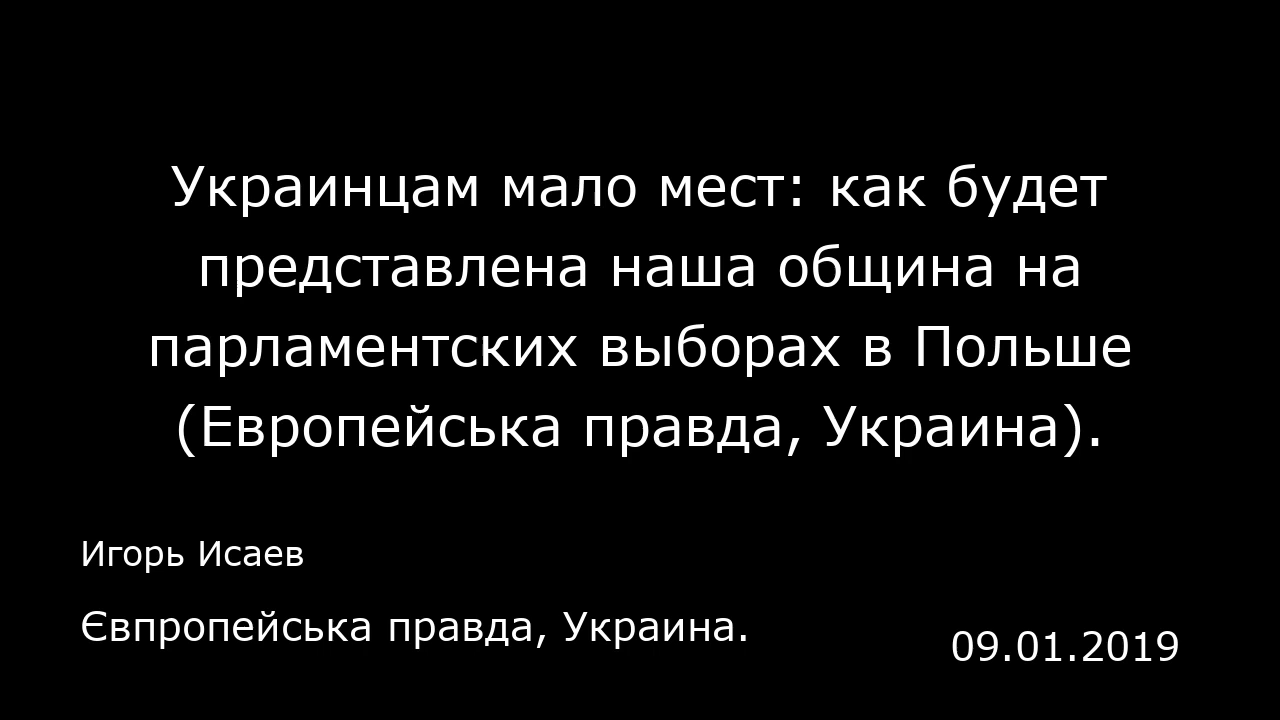 Украинцам мало мест: как будет
представлена наша община на
парламентских выборах в Польше
(Европейська правда, Украина).
Игорь Исаев
Євпропейська правда, Украина.
09.01.2019